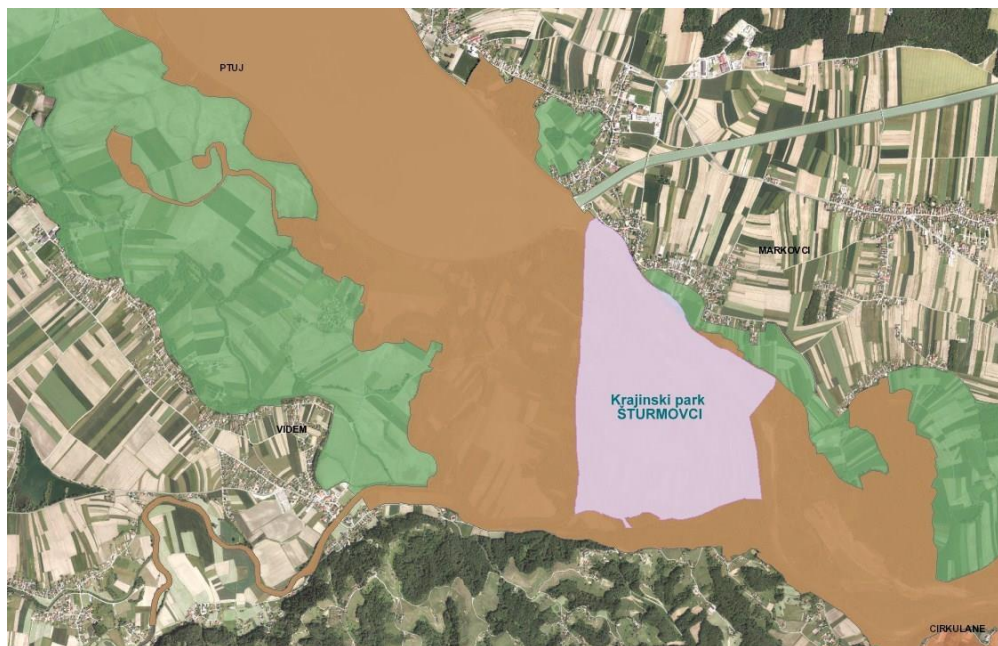 PTUJ
MARKOVCI
Krajinski park
ŠTURMOVCI
VIDEM
CIRKULANE